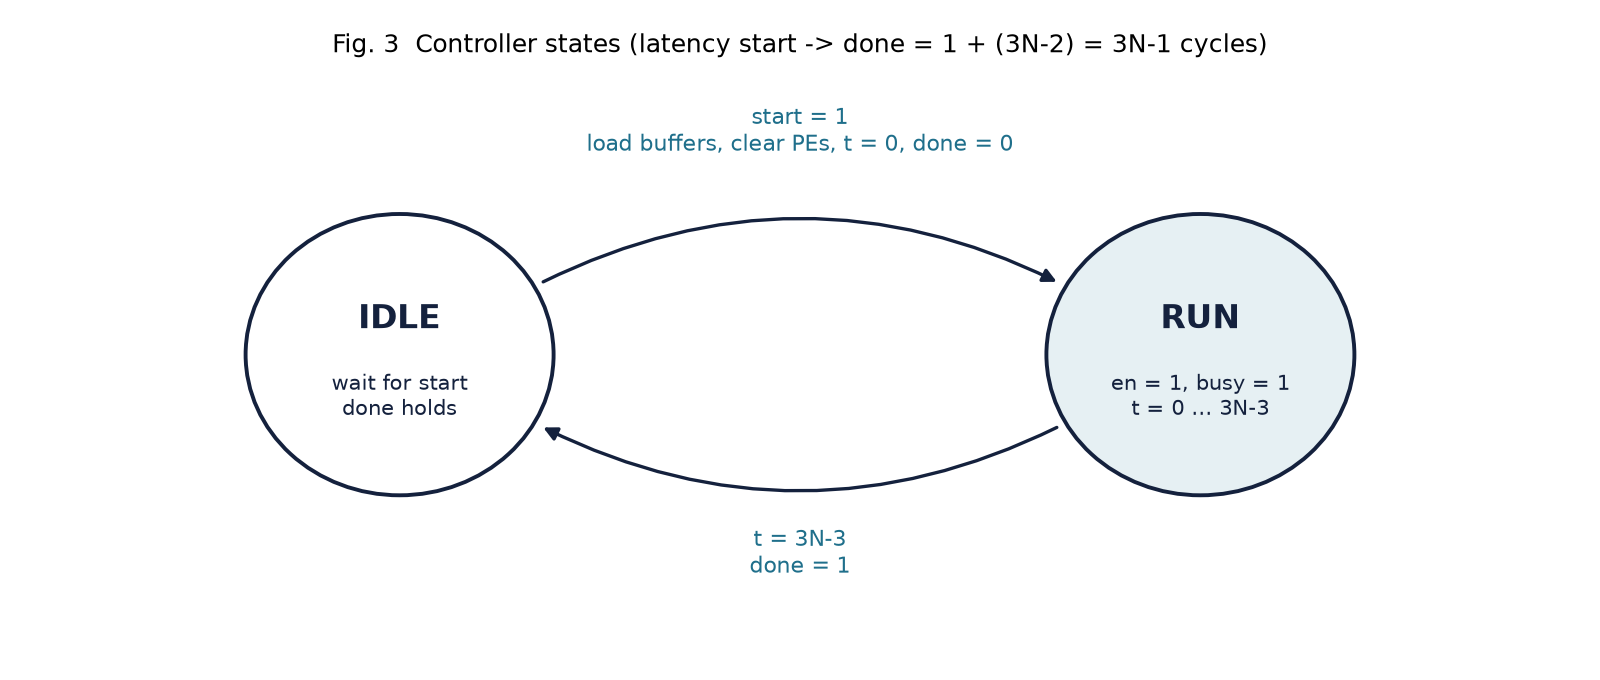 Fig. 3  Controller states (latency start -> done = 1 + (3N-2) = 3N-1 cycles)
start = 1
load buffers, clear PEs, t = 0, done = 0
IDLE
wait for start
done holds
RUN
en = 1, busy = 1
t = 0 ... 3N-3
t = 3N-3
done = 1